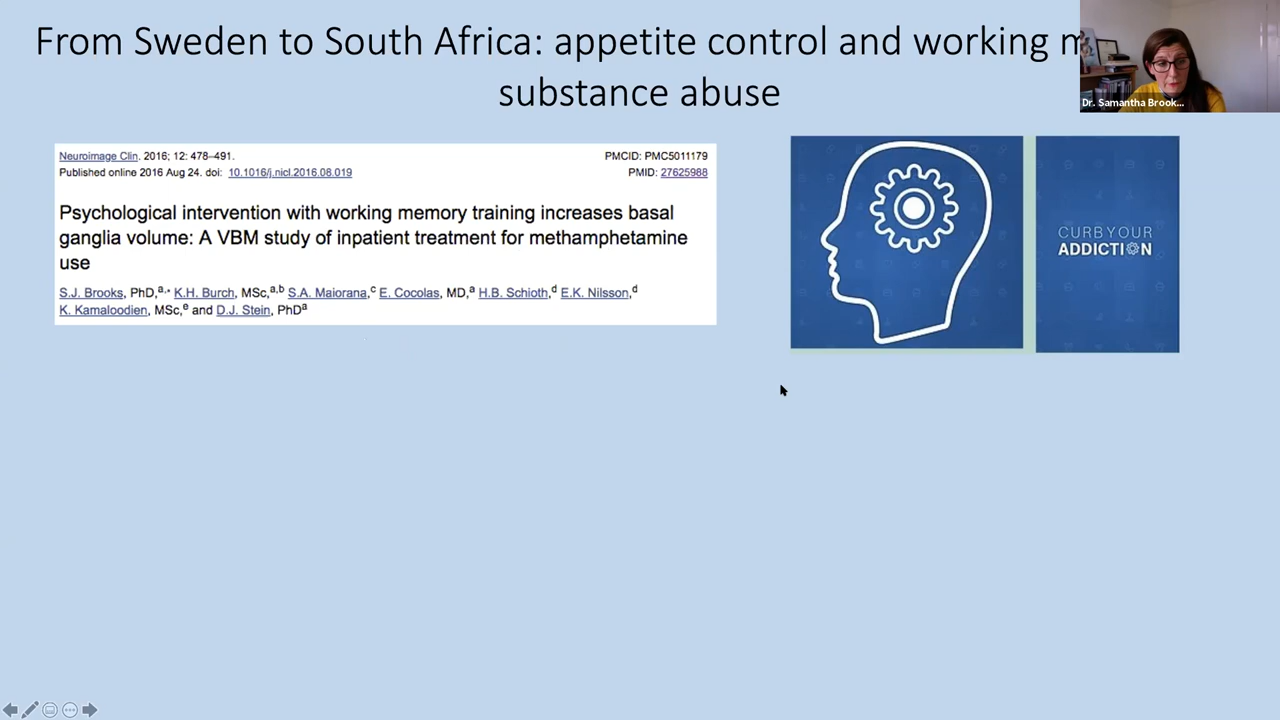 From Sweden to South Africa: appetite control and working
substance abuse
Dr. Samantha Brook...
Neuroimage Clin. 2016; 12: 478–491.
PMCID: PMC5011179
Published online 2016 Aug 24. doi: 10.1016/j.nicl.2016.08.019
PMID: 27625988
Psychological intervention with working memory training increases basal
ganglia volume: A VBM study of inpatient treatment for methamphetamine
use
S.J. Brooks, PhD,a,* K.H. Burch, MSc,a,b S.A. Maiorana,c E. Cocolas, MD,a H.B. Schioth,d E.K. Nilsson,d
K. Kamaloodien, MSc,e and D.J. Stein, PhDa
CURBYOUR
ADDICTION